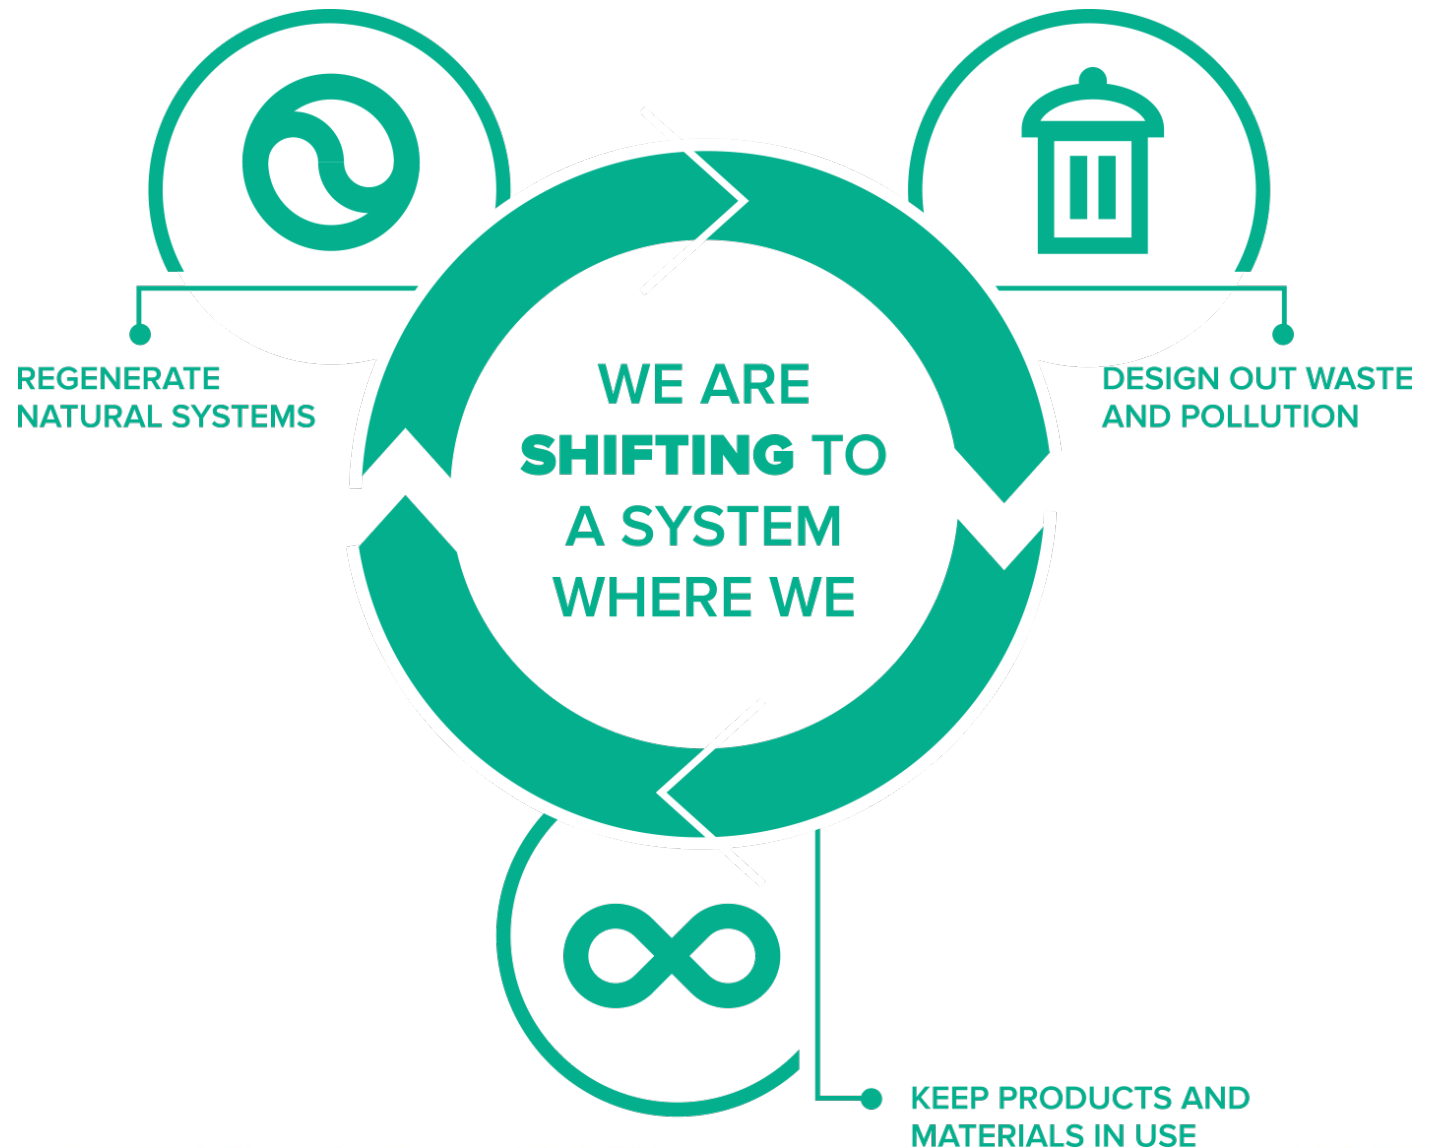 WE ARE
SHIFTING TO
A SYSTEM
WHERE WE
REGENERATE
NATURAL SYSTEMS
DESIGN OUT WASTE
AND POLLUTION
KEEP PRODUCTS AND
MATERIALS IN USE